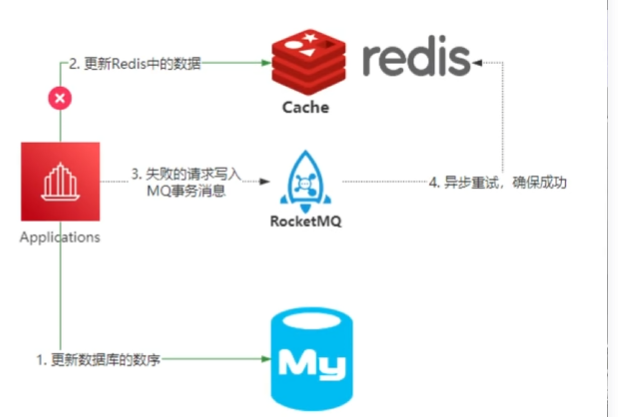 2. 更新Redis中的数据
redis
Cache
3. 失败的请求写入
MQ事务消息
4. 异步重试，确保成功
RocketMQ
Applications
1. 更新数据库的数序
My